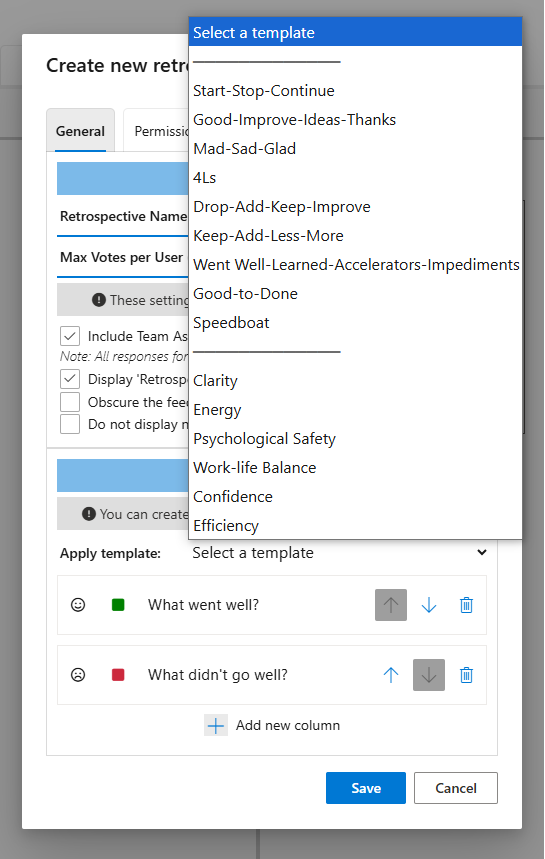 Select a template
Create new retr
Start-Stop-Continue
Good-Improve-Ideas-Thanks
General
Mad-Sad-Glad
4Ls
Drop-Add-Keep-Improve
Retrospective Name
Keep-Add-Less-More
Max Votes per User
Went Well-Learned-Accelerators-Impediments
Good-to-Done
These setting
Speedboat
Include Team As
Note: All responses for
Clarity
Display 'Retrosp
Energy
Obscure the fee
Psychological Safety
Do not display n
Work-life Balance
Confidence
You can create
Efficiency
Apply template:
Select a template
What went well?
What didn't go well?
Add new column
Save
Cancel